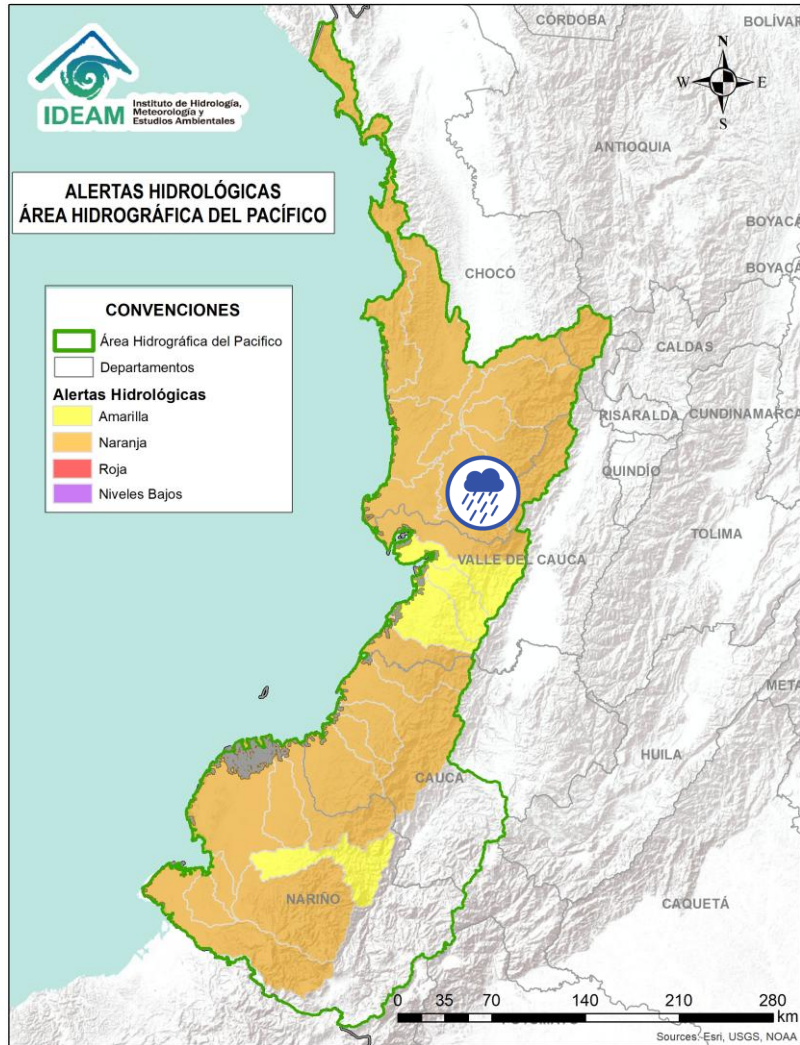 IDEAM
Instituto de Hidrología,
Meteorología y
Estudios Ambientales
ALERTAS HIDROLÓGICAS
ÁREA HIDROGRÁFICA DEL PACÍFICO
CONVENCIONES
Área Hidrográfica del Pacifico
Departamentos
Alertas Hidrológicas
Amarilla
Naranja
Roja
Niveles Bajos
CÓRDOBA
BOLÍVAR
N
W
E
S
ANTIOQUIA
BOYACÁ
CHOCÓ
BOYACÁ
CALDAS
RISARALDA
CUNDINAMARCA
QUINDÍO
TOLIMA
VALLE DEL CAUCA
META
HUILA
CAUCA
NARIÑO
CAQUETÁ
0 35 70 140 210 280
km
Sources: Esri, USGS, NOAA